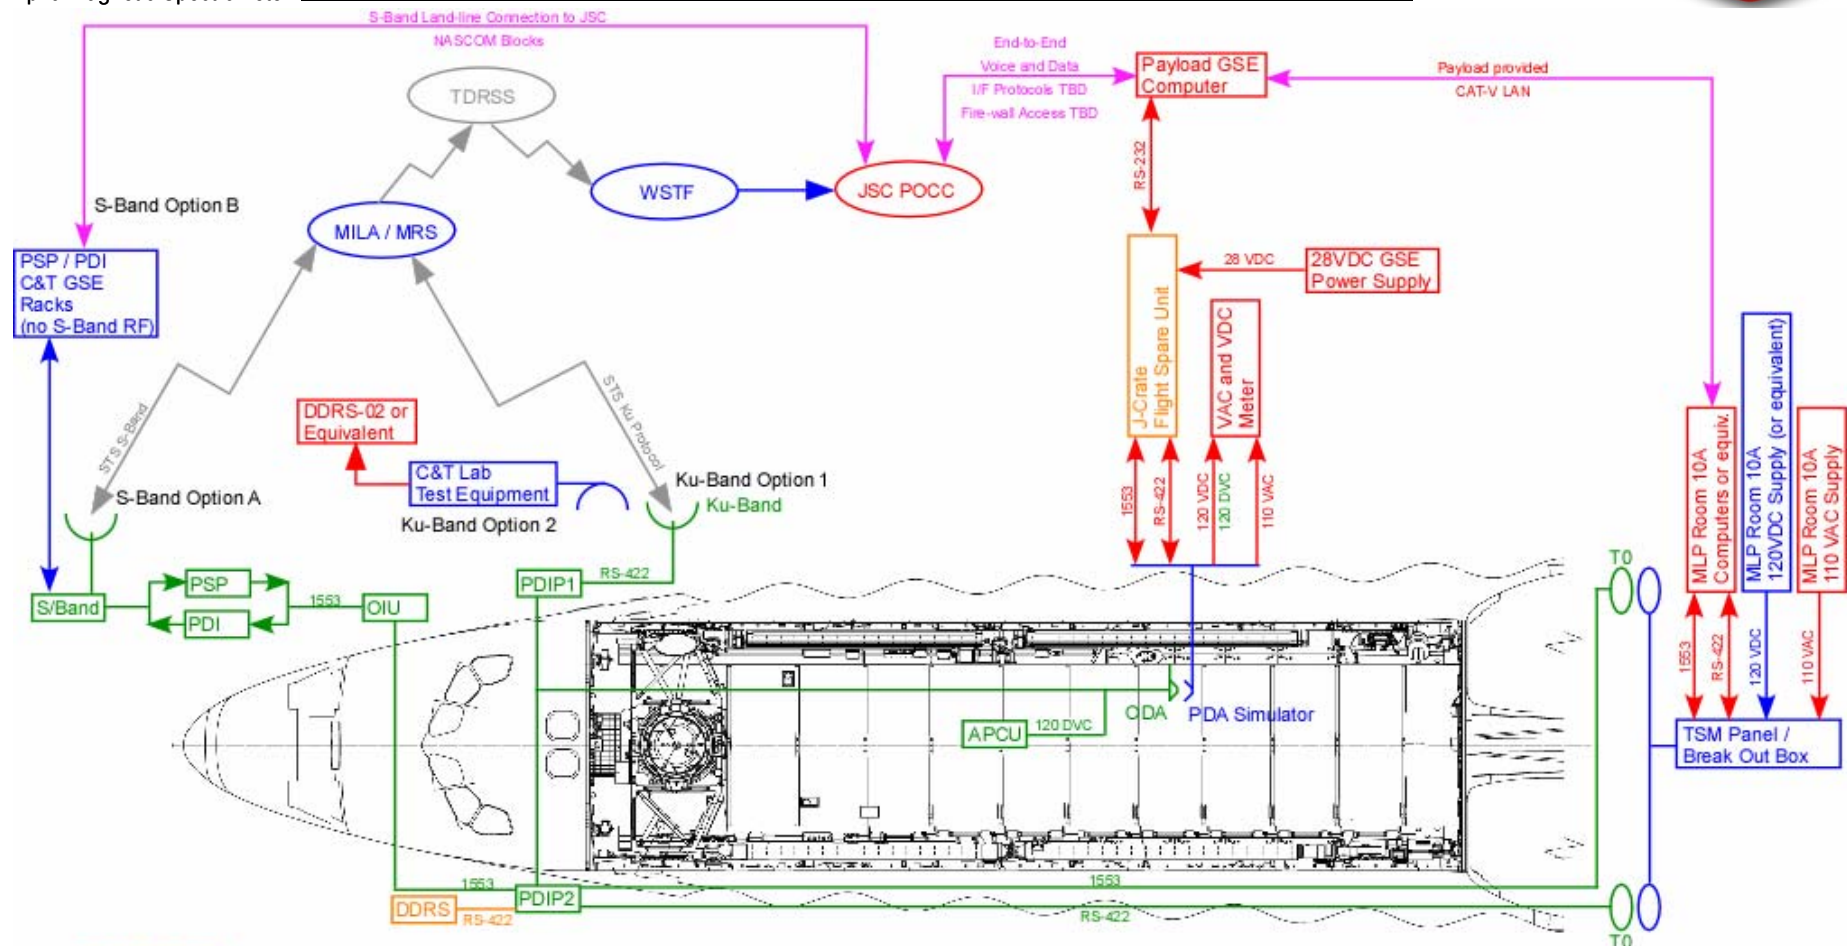 S-Band Land-line Connection to JSC
NASCOM Blocks
End-to-End
Voice and Data
I/F Protocols TBD
Fire-wall Access TBD
Payload GSE
Computer
Payload provided
CAT-V LAN
TDRSS
WSTF
JSC POCC
RS-232
S-Band Option B
MILA / MRS
PSP / PDI
C&T GSE
Racks
(no S-Band RF)
28 VDC
28VDC GSE
Power Supply
J-Crate
Flight Spare Unit
VAC and VDC
Meter
STS S-Band
STS Ku Protocol
DDRS-02 or
Equivalent
C&T Lab
Test Equipment
Ku-Band Option 2
Ku-Band Option 1
Ku-Band
S-Band Option A
1553
RS-422
120 VDC
120 DVC
110 VAC
MLP Room 10A
Computers or equiv.
MLP Room 10A
120VDC Supply (or equivalent)
MLP Room 10A
110 VAC Supply
S/Band
PSP
PDI
1553
OIU
PDIP1
RS-422
T0
1553
RS-422
120 VDC
110 VAC
ODA
PDA Simulator
APCU
120 DVC
TSM Panel /
Break Out Box
1553
PDIP2
1553
DDRS
RS-422
RS-422
T0